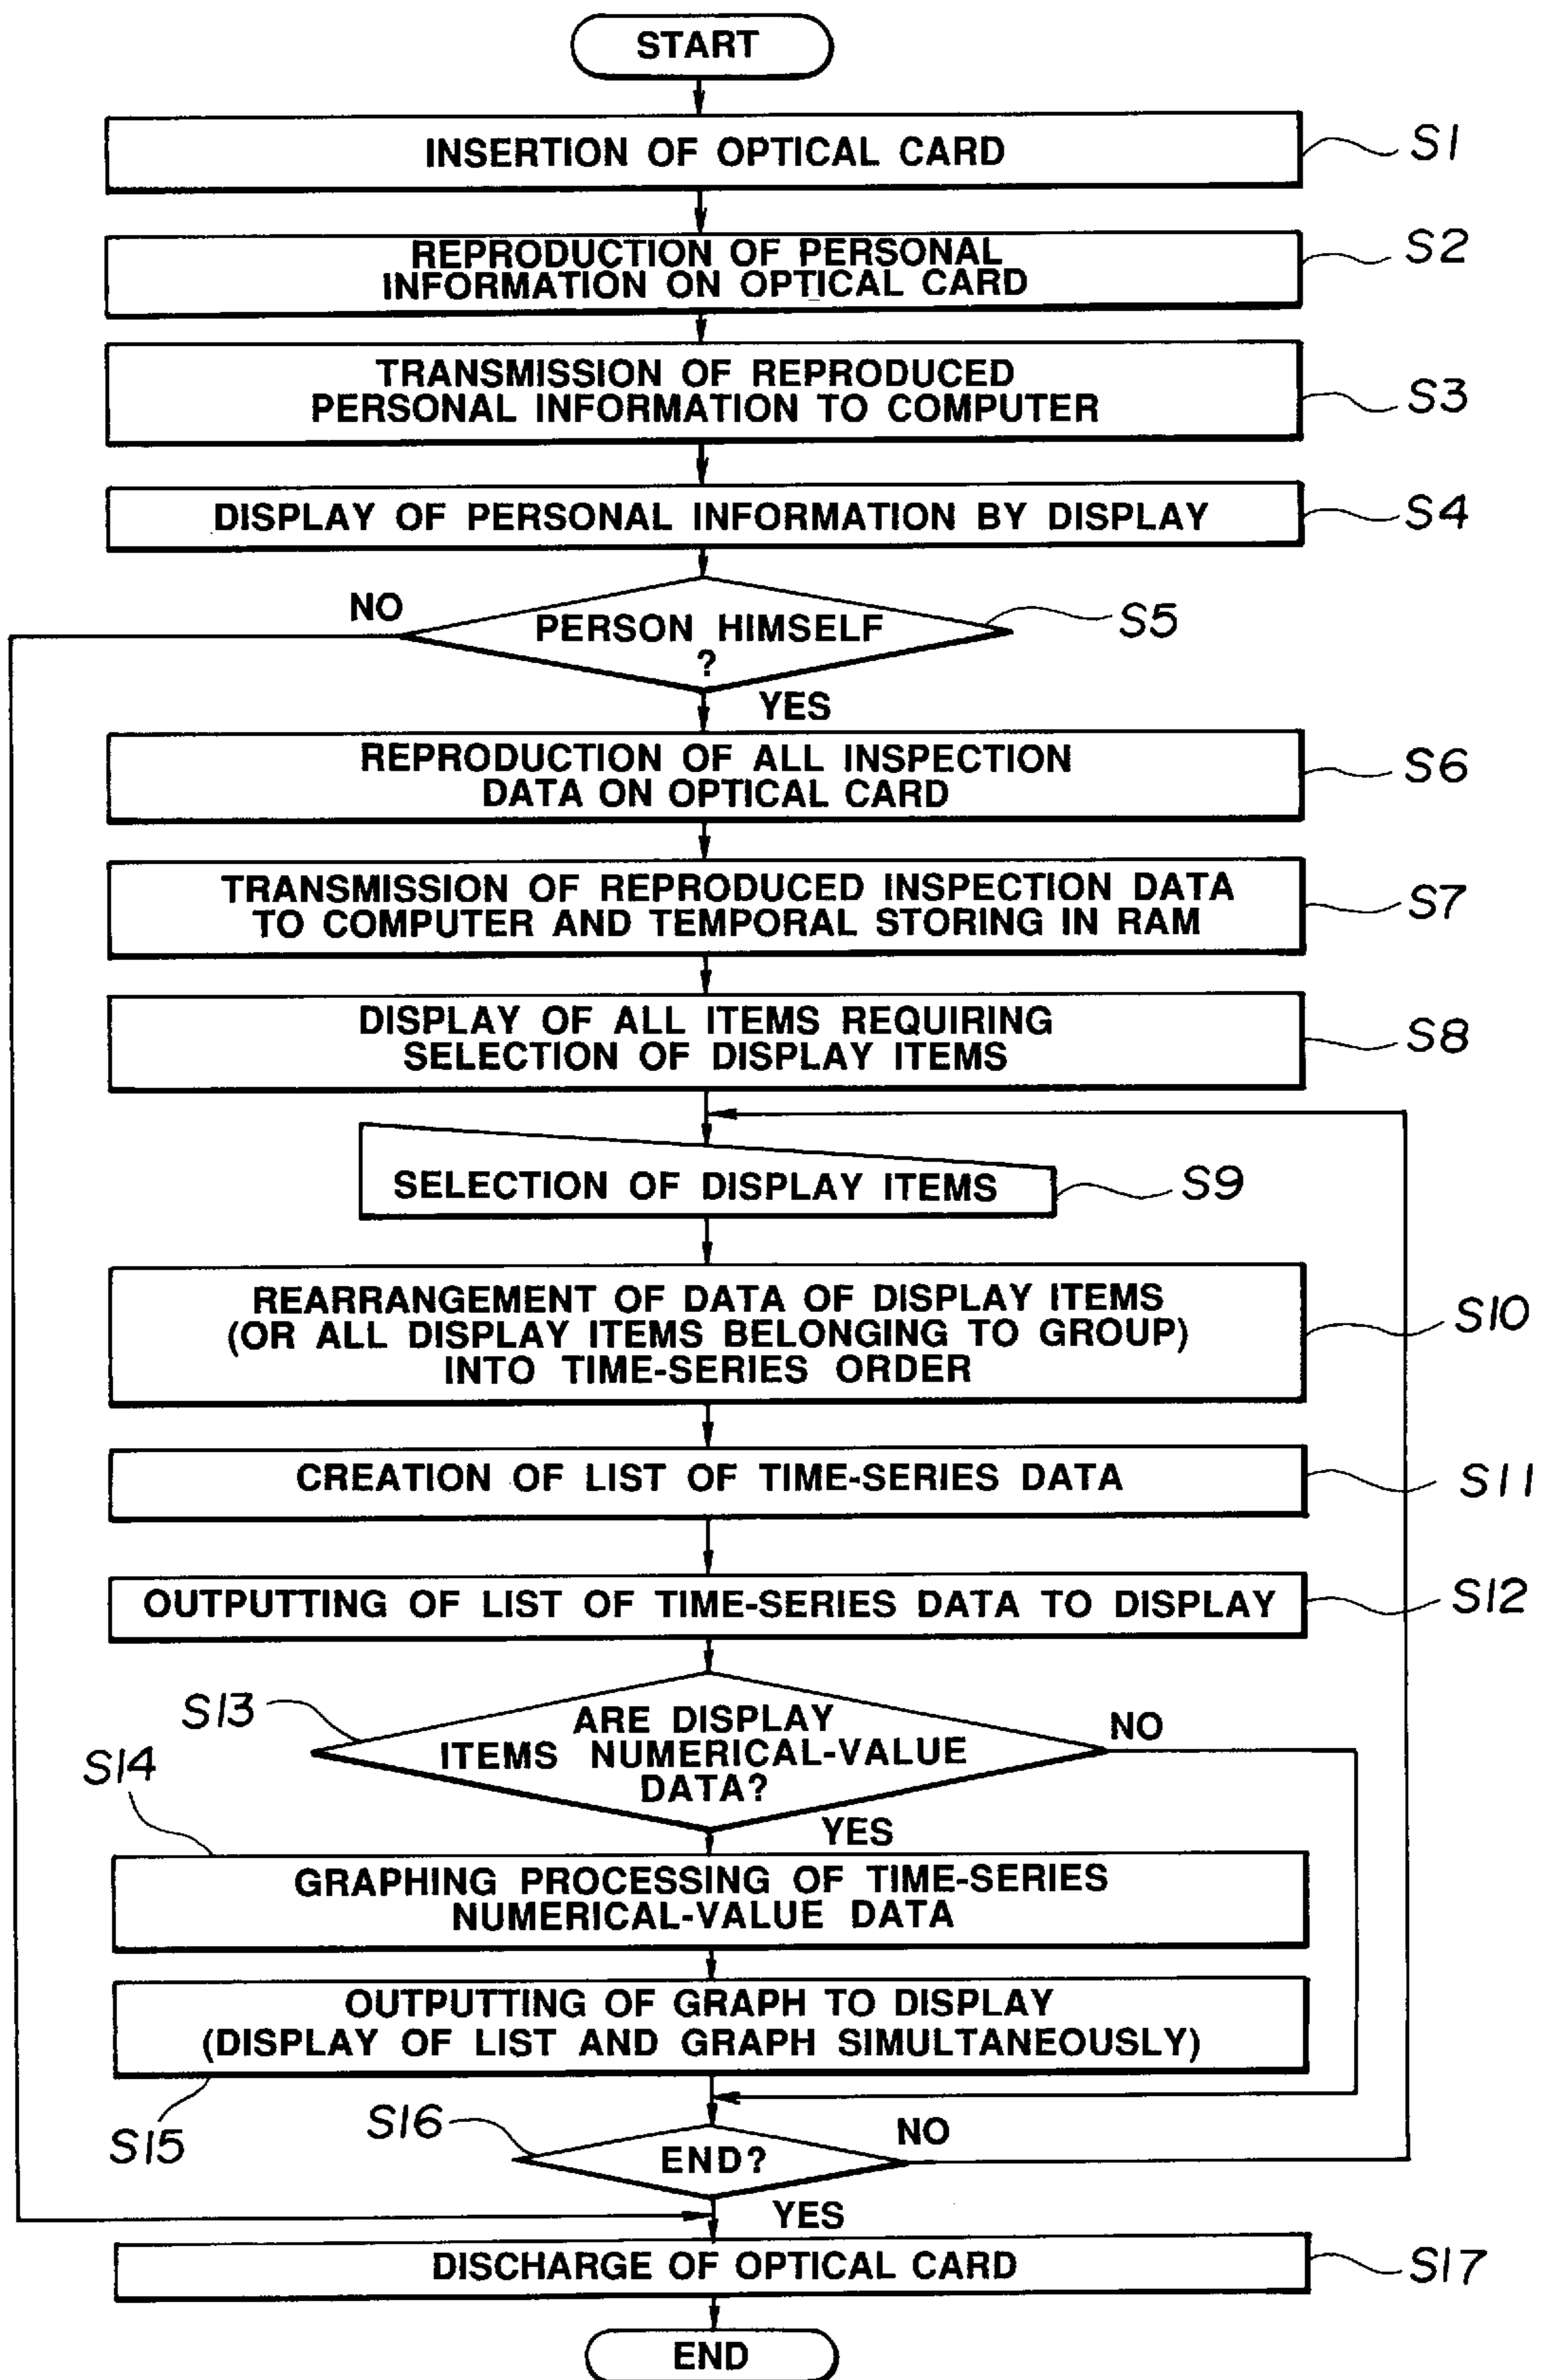 START
INSERTION OF OPTICAL CARD
S1
REPRODUCTION OF PERSONAL
INFORMATION ON OPTICAL CARD
S2
TRANSMISSION OF REPRODUCED
PERSONAL INFORMATION TO COMPUTER
S3
DISPLAY OF PERSONAL INFORMATION BY DISPLAY
S4
NO
PERSON HIMSELF
?
S5
YES
REPRODUCTION OF ALL INSPECTION
DATA ON OPTICAL CARD
S6
TRANSMISSION OF REPRODUCED INSPECTION DATA
TO COMPUTER AND TEMPORAL STORING IN RAM
S7
DISPLAY OF ALL ITEMS REQUIRING
SELECTION OF DISPLAY ITEMS
S8
SELECTION OF DISPLAY ITEMS
S9
REARRANGEMENT OF DATA OF DISPLAY ITEMS
(OR ALL DISPLAY ITEMS BELONGING TO GROUP)
INTO TIME-SERIES ORDER
S10
CREATION OF LIST OF TIME-SERIES DATA
S11
OUTPUTTING OF LIST OF TIME-SERIES DATA TO DISPLAY
S12
S13
ARE DISPLAY
ITEMS NUMERICAL-VALUE
DATA?
NO
YES
S14
GRAPHING PROCESSING OF TIME-SERIES
NUMERICAL-VALUE DATA
OUTPUTTING OF GRAPH TO DISPLAY
(DISPLAY OF LIST AND GRAPH SIMULTANEOUSLY)
S15
S16
END?
NO
YES
DISCHARGE OF OPTICAL CARD
S17
END